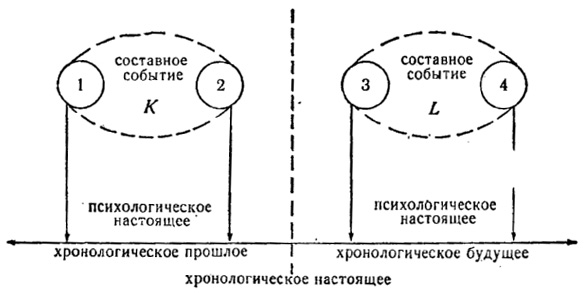 составное
событие
1
2
K
составное
событие
3
4
L
психологическое
настоящее
психологическое
настоящее
хронологическое прошлое
хронологическое будущее
хронологическое настоящее